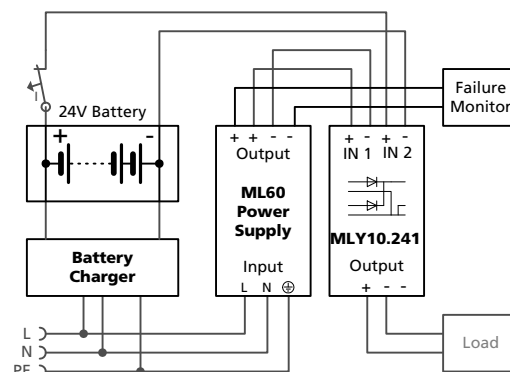 Failure
Monitor
I
24V Battery
+ -
+ + - -
Output
+ - + -
IN 1 IN 2
ML60
Power
Supply
MLY10.241
Battery
Charger
Input
L N
Output
+ - -
L
N
PE
Load